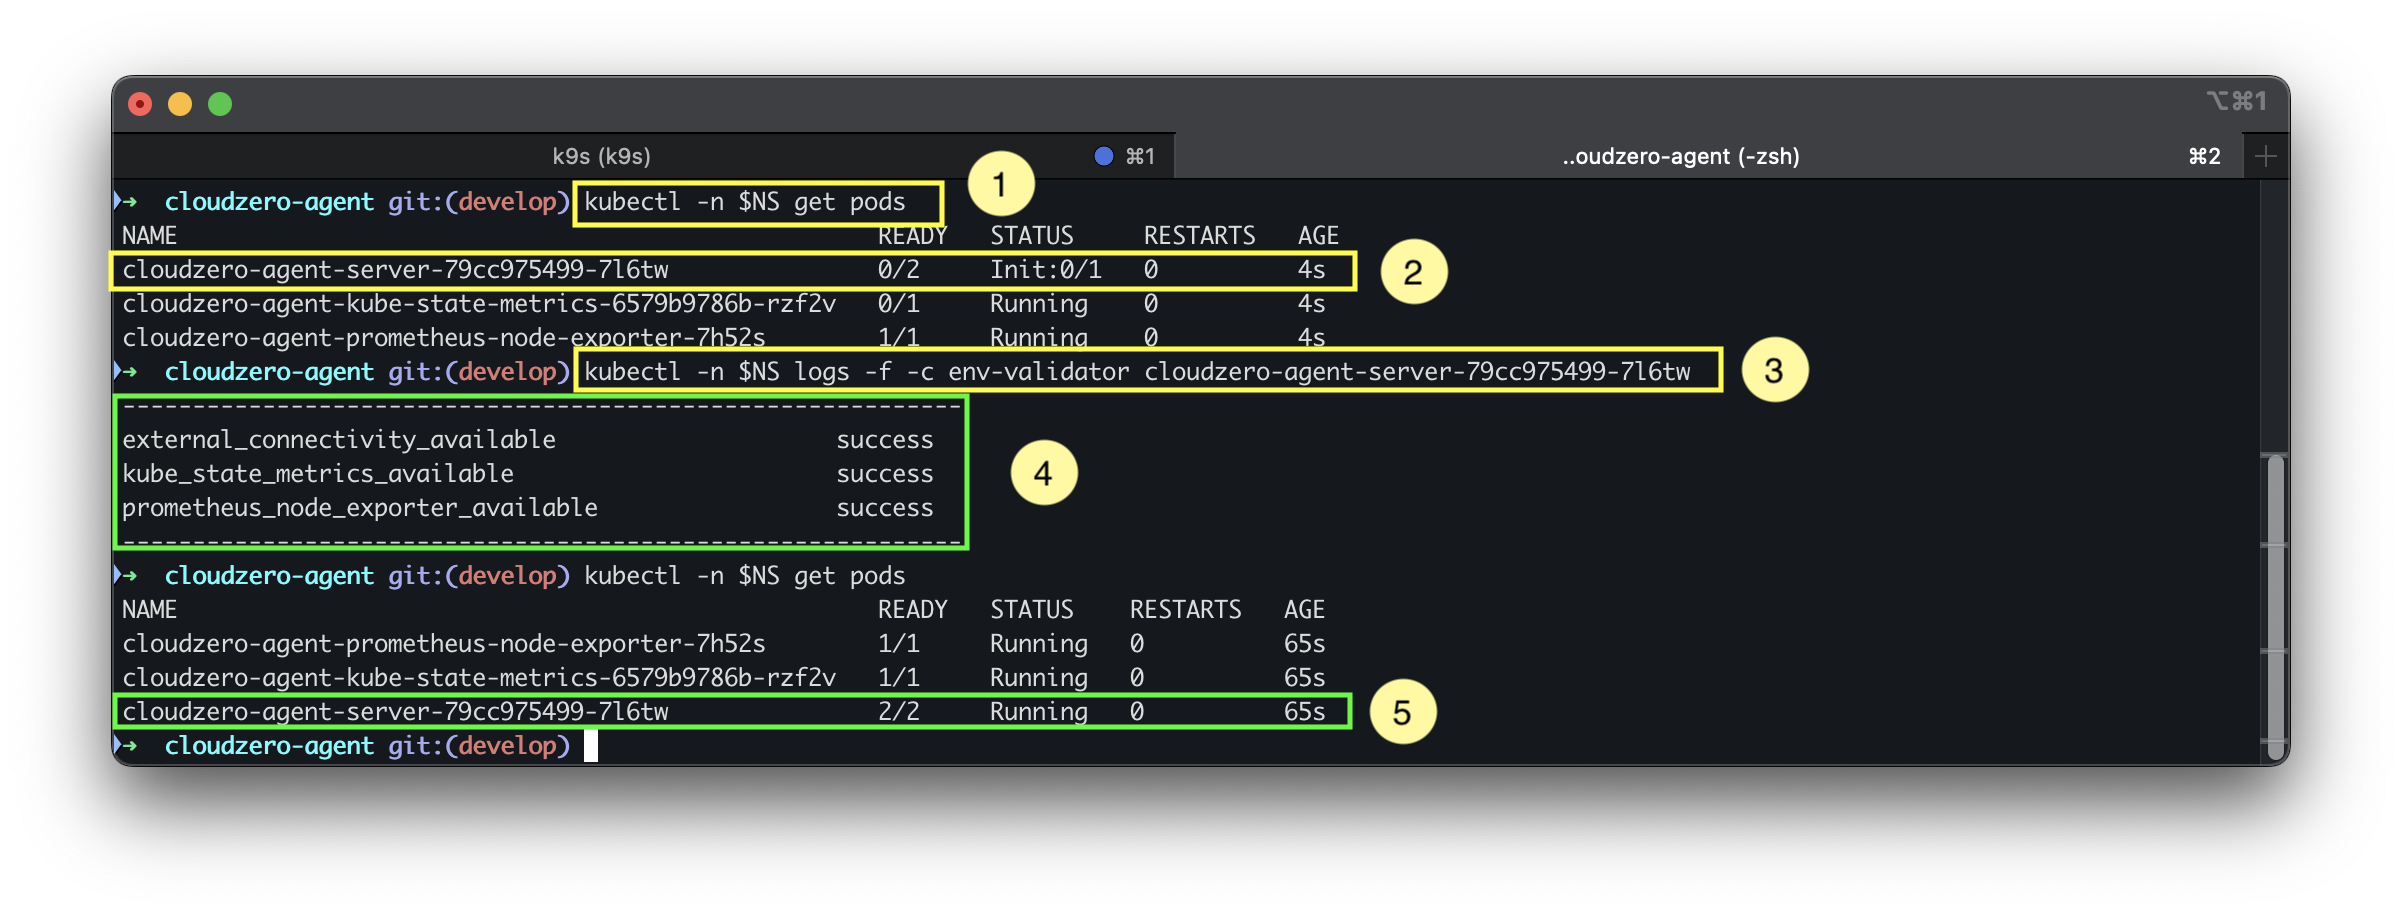 ⌥⌘1
k9s (k9s) ⌘1 ..oudzero-agent (-zsh) ⌘2
➜ cloudzero-agent git:(develop) kubectl -n $NS get pods 1
NAME READY STATUS RESTARTS AGE
cloudzero-agent-server-79cc975499-7l6tw 0/2 Init:0/1 0 4s 2
cloudzero-agent-kube-state-metrics-6579b9786b-rzf2v 0/1 Running 0 4s
cloudzero-agent-prometheus-node-exporter-7h52s 1/1 Running 0 4s
➜ cloudzero-agent git:(develop) kubectl -n $NS logs -f -c env-validator cloudzero-agent-server-79cc975499-7l6tw 3
------------------------------------------------------------
external_connectivity_available success
kube_state_metrics_available success 4
prometheus_node_exporter_available success
------------------------------------------------------------
➜ cloudzero-agent git:(develop) kubectl -n $NS get pods
NAME READY STATUS RESTARTS AGE
cloudzero-agent-prometheus-node-exporter-7h52s 1/1 Running 0 65s
cloudzero-agent-kube-state-metrics-6579b9786b-rzf2v 1/1 Running 0 65s
cloudzero-agent-server-79cc975499-7l6tw 2/2 Running 0 65s 5
➜ cloudzero-agent git:(develop)